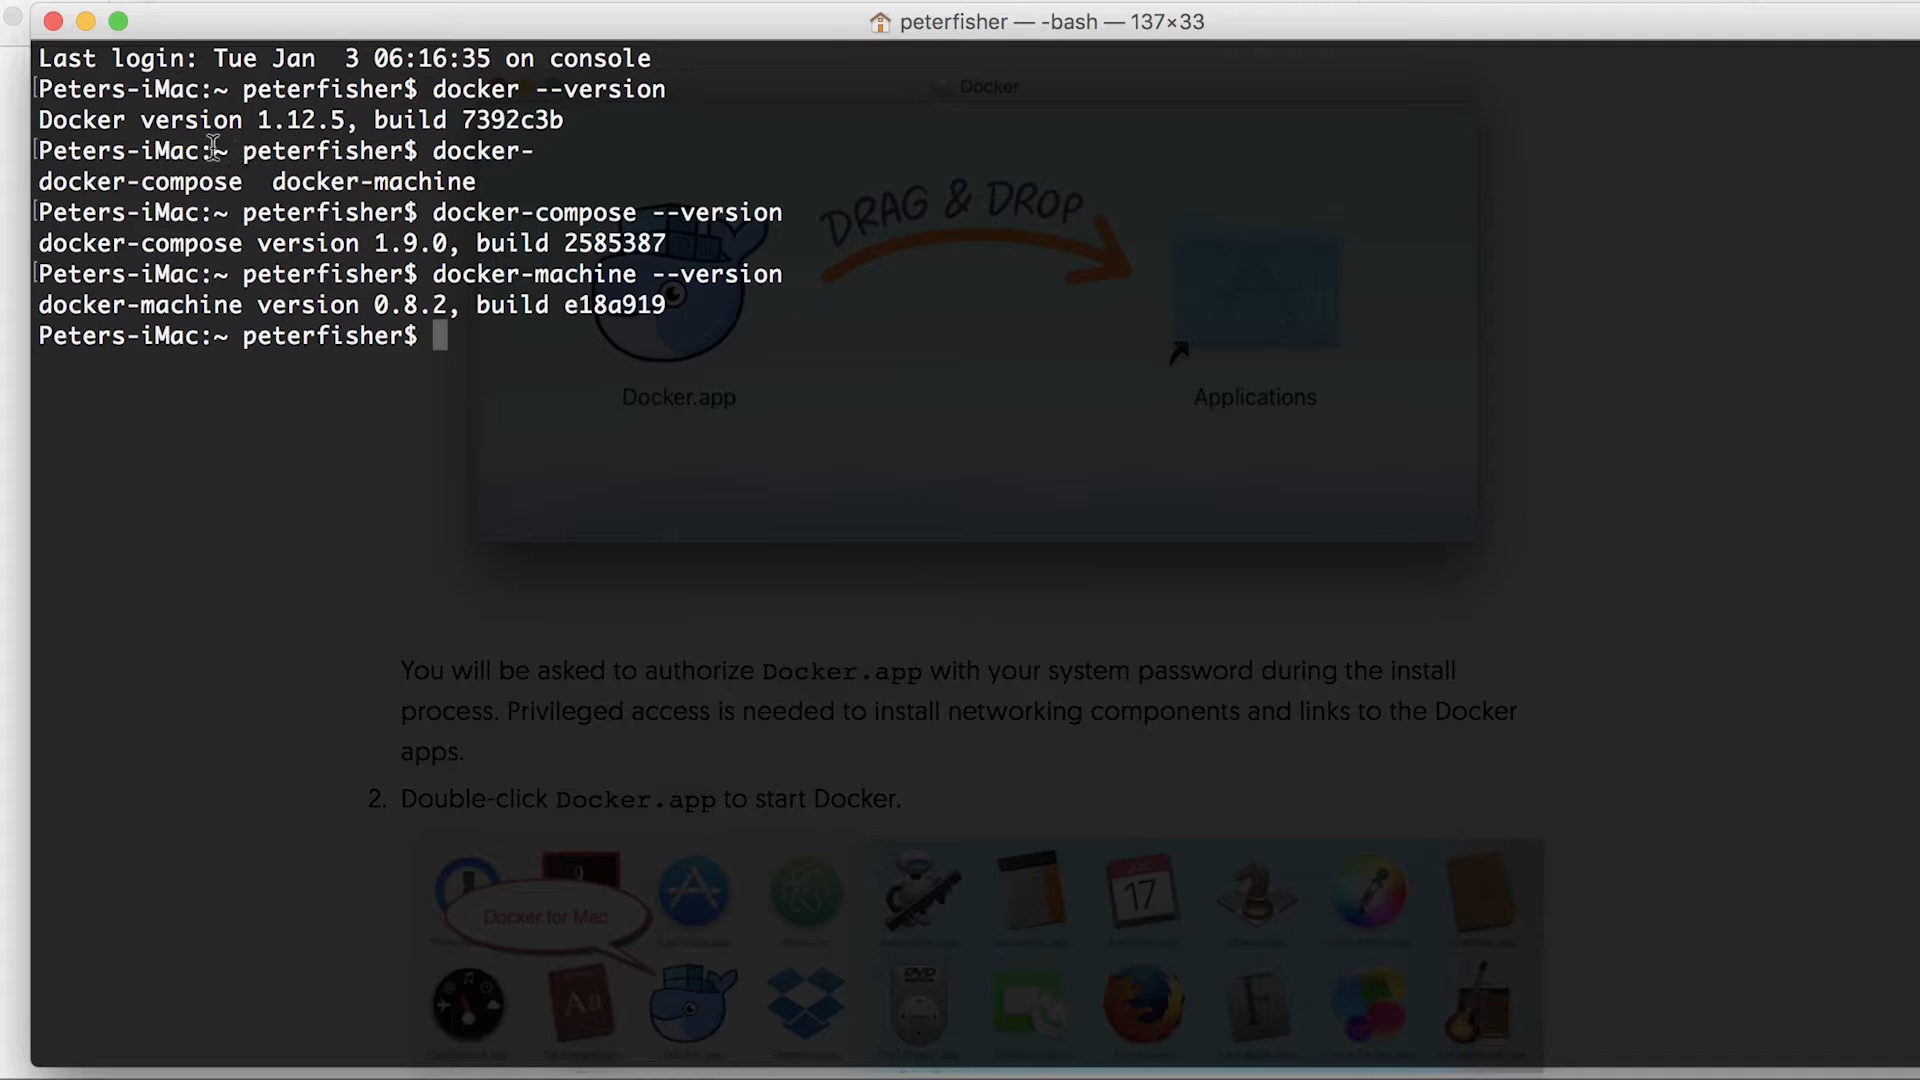 peterfisher — -bash — 137×33
Last login: Tue Jan  3 06:16:35 on console
Peters-iMac:~ peterfisher$ docker --version
Docker version 1.12.5, build 7392c3b
Peters-iMac:~ peterfisher$ docker-
docker-compose  docker-machine
Peters-iMac:~ peterfisher$ docker-compose --version
docker-compose version 1.9.0, build 2585387
Peters-iMac:~ peterfisher$ docker-machine --version
docker-machine version 0.8.2, build e18a919
Peters-iMac:~ peterfisher$
Docker
DRAG & DROP
Docker.app
Applications
You will be asked to authorize Docker.app with your system password during the install
process. Privileged access is needed to install networking components and links to the Docker
apps.
2. Double-click Docker.app to start Docker.
Docker for Mac
17
Aa
DVD